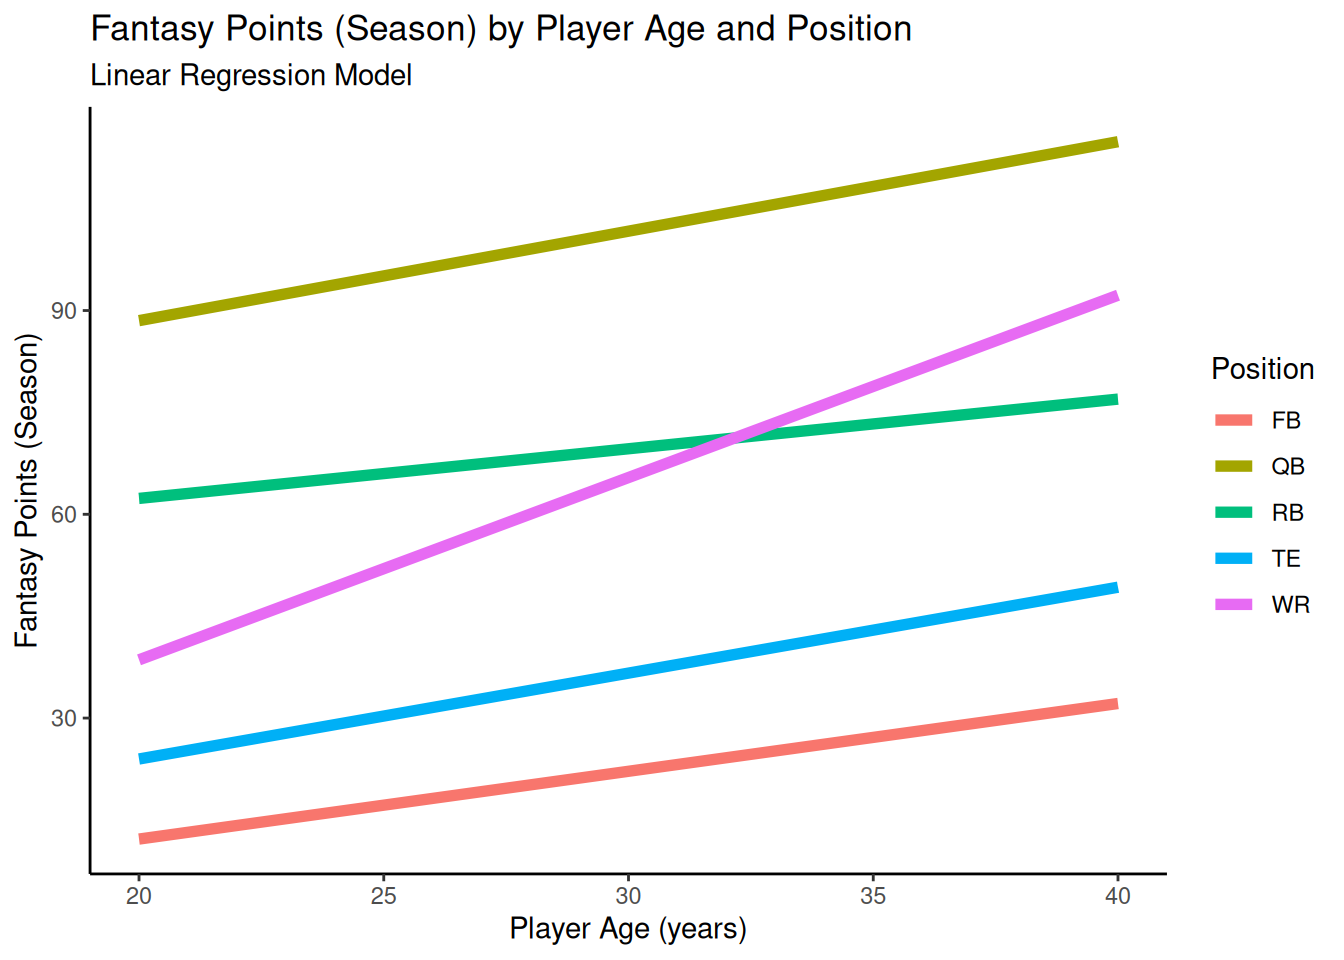 Fantasy Points (Season) by Player Age and Position
Linear Regression Model
Fantasy Points (Season)
90
60
30
20
25
30
35
40
Player Age (years)
Position
FB
QB
RB
TE
WR